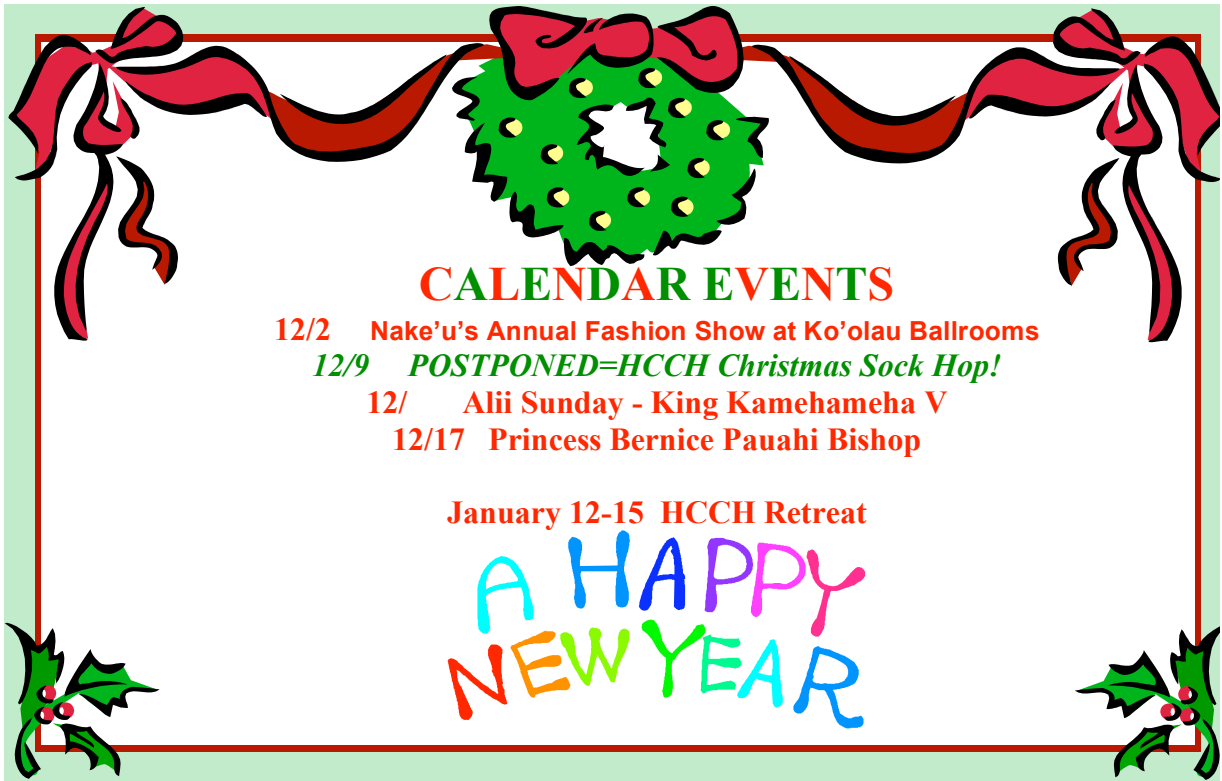 CALENDAR EVENTS
12/2 Nake’u’s Annual Fashion Show at Ko’olau Ballrooms
12/9 POSTPONED=HCCH Christmas Sock Hop!
12/ Alii Sunday - King Kamehameha V
12/17 Princess Bernice Pauahi Bishop
January 12-15 HCCH Retreat
A HAPPY
NEW YEAR